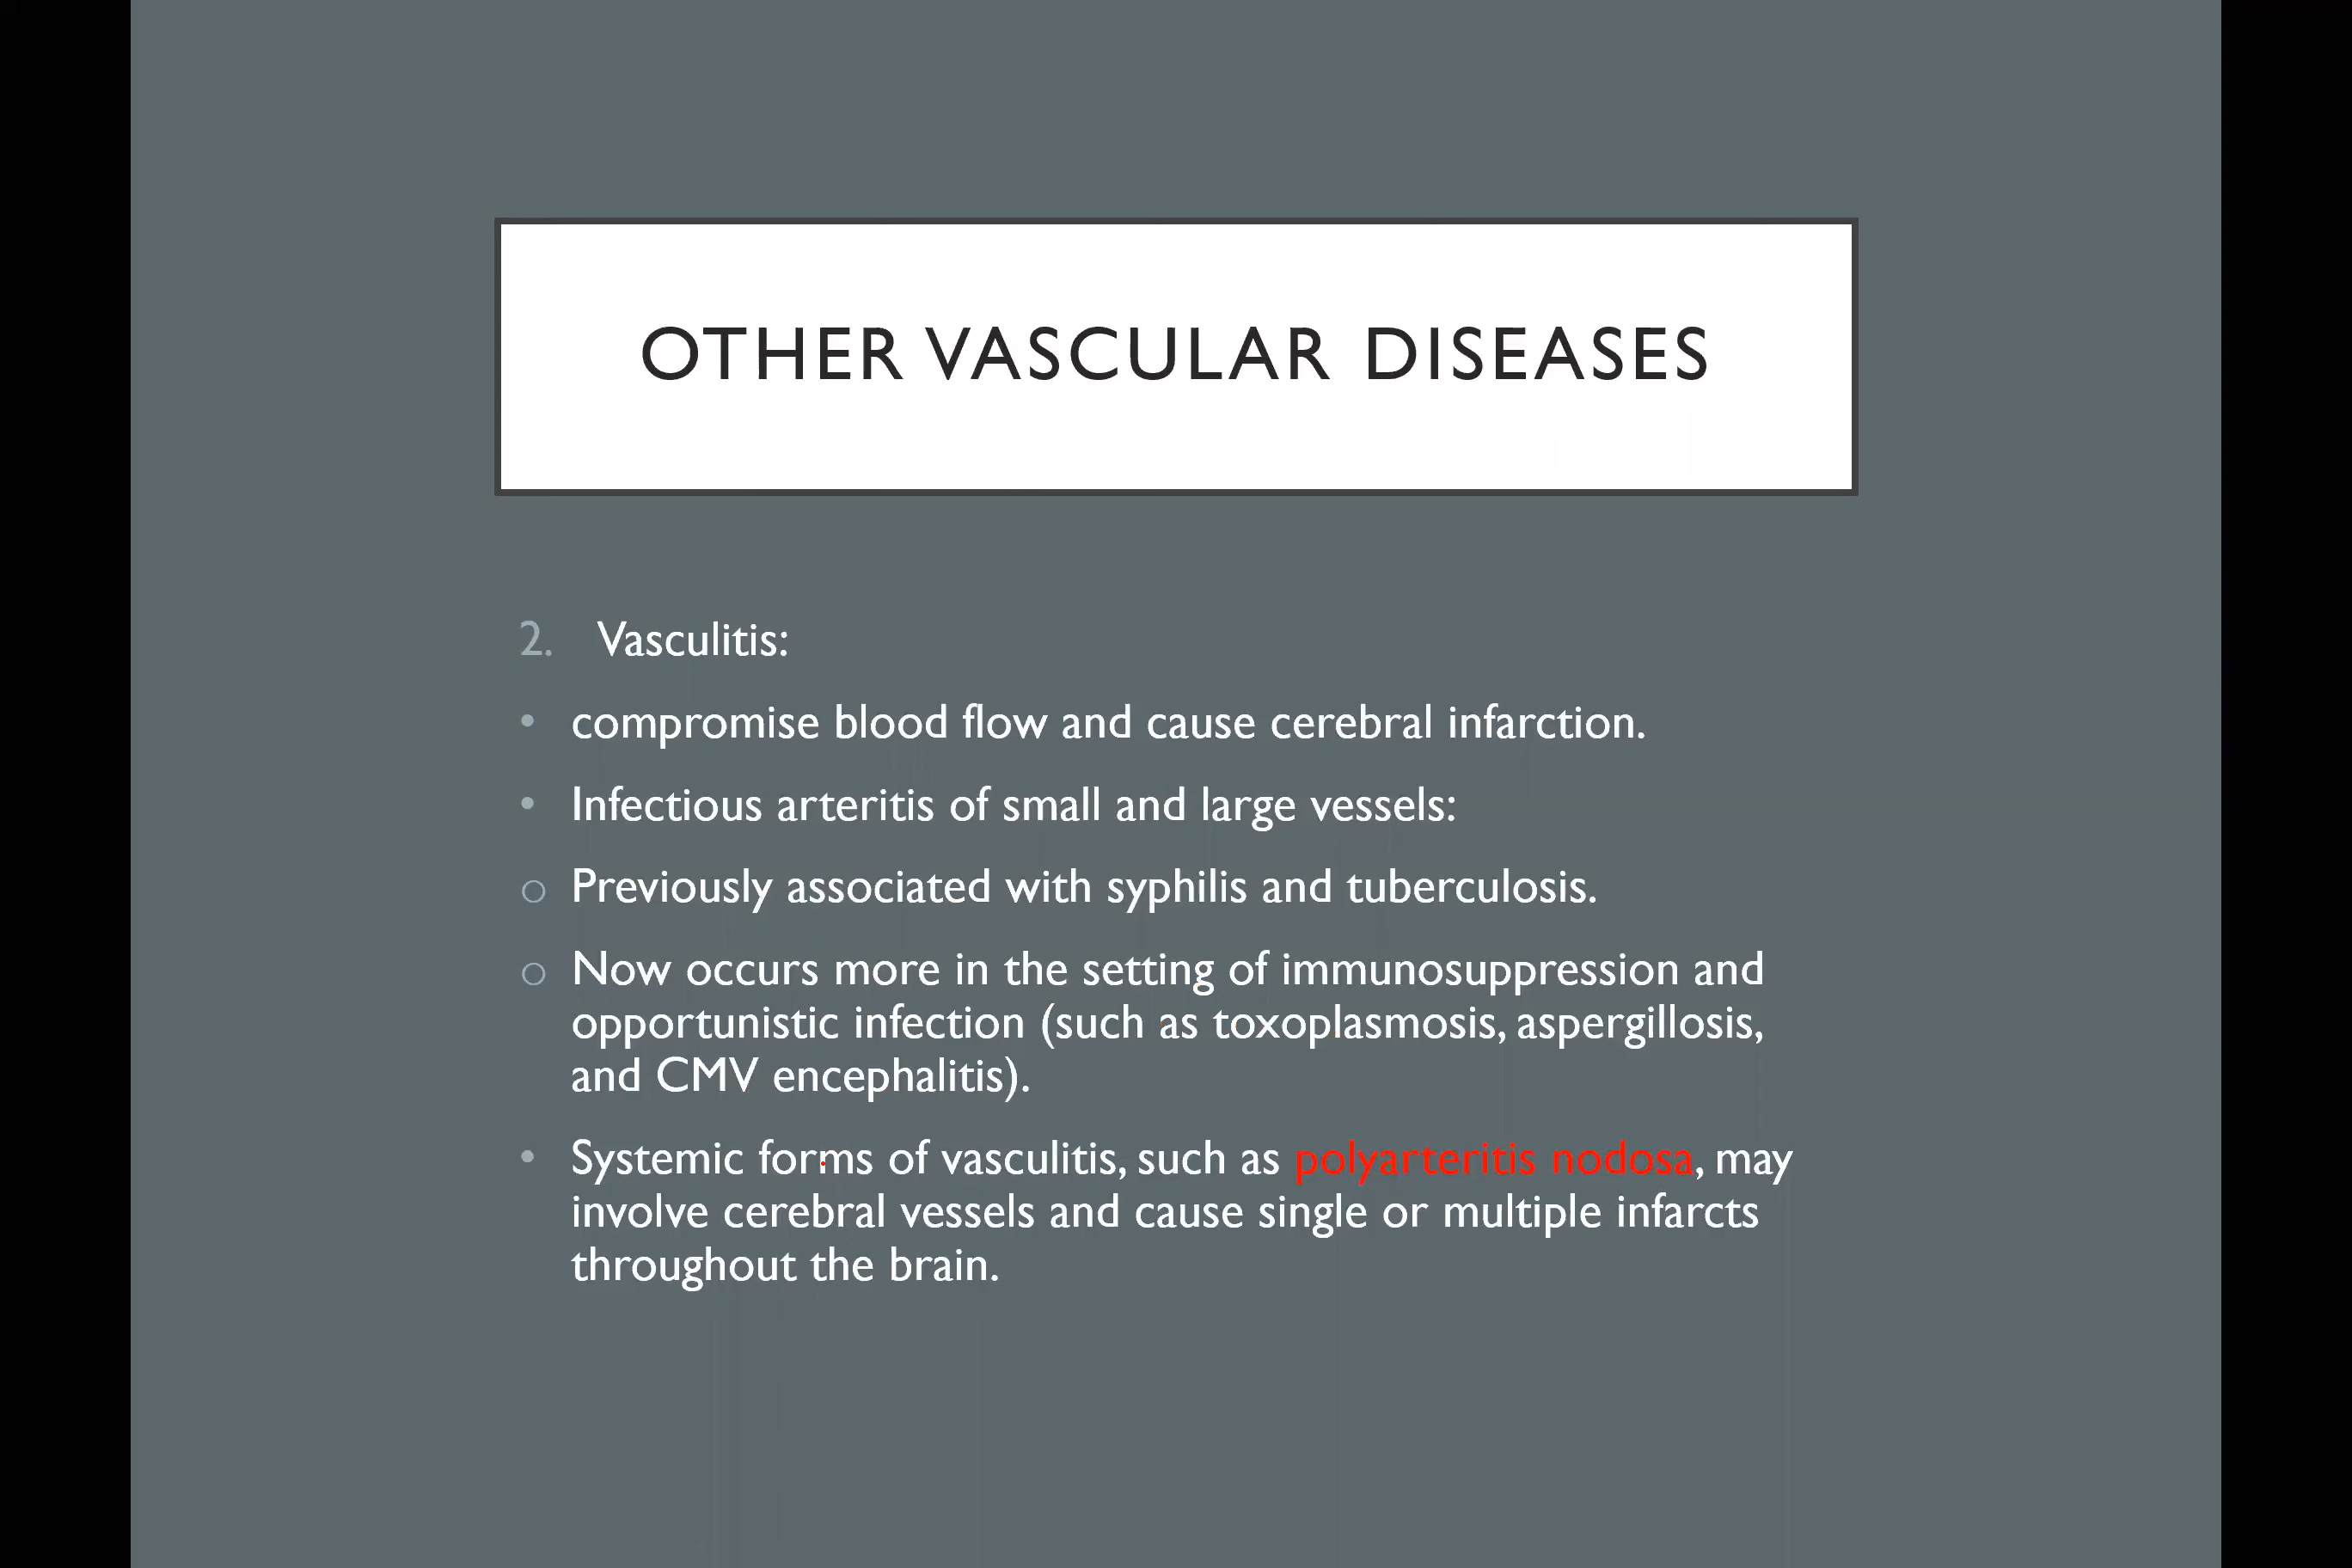 OTHER VASCULAR DISEASES
2. Vasculitis:
• compromise blood flow and cause cerebral infarction.
• Infectious arteritis of small and large vessels:
o Previously associated with syphilis and tuberculosis.
o Now occurs more in the setting of immunosuppression and
opportunistic infection (such as toxoplasmosis, aspergillosis,
and CMV encephalitis).
• Systemic forms of vasculitis, such as polyarteritis nodosa, may
involve cerebral vessels and cause single or multiple infarcts
throughout the brain.